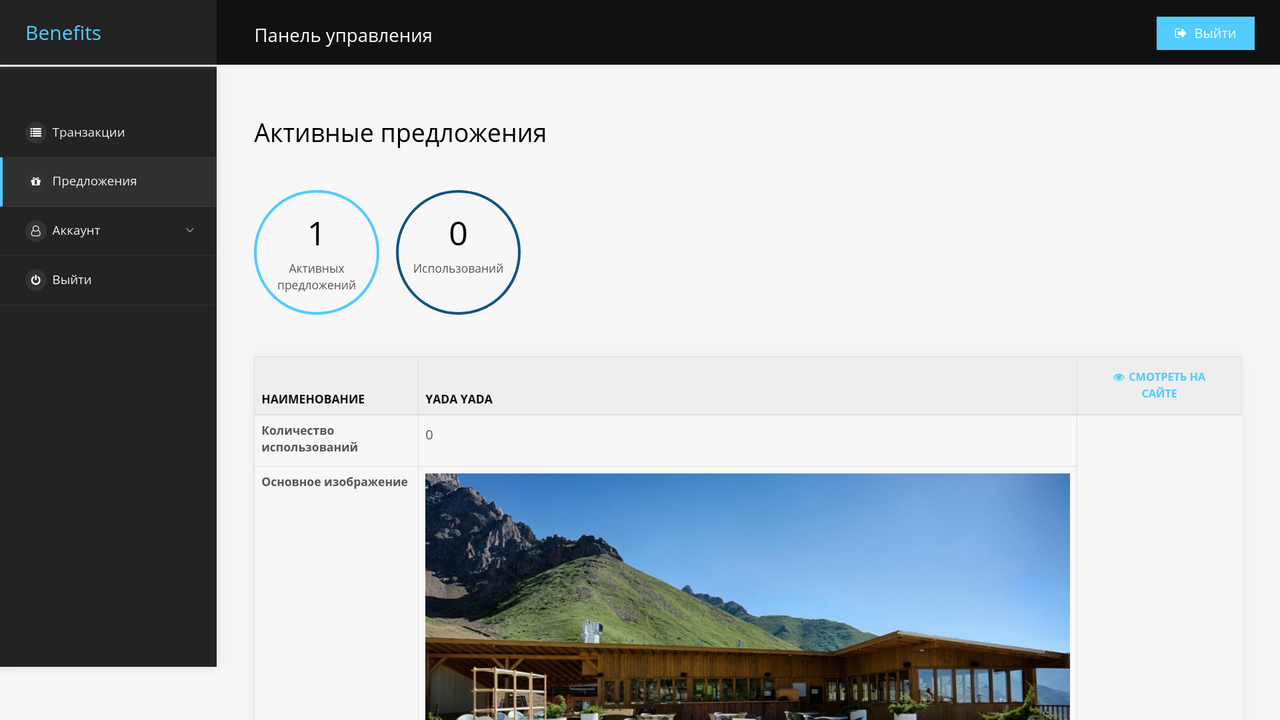 Benefits
Панель управления
Выйти
Транзакции
Предложения
Аккаунт
Выйти
Активные предложения
1
Активных
предложений
0
Использований
НАИМЕНОВАНИЕ
YADA YADA
СМОТРЕТЬ НА
САЙТЕ
Количество
использований
0
Основное изображение